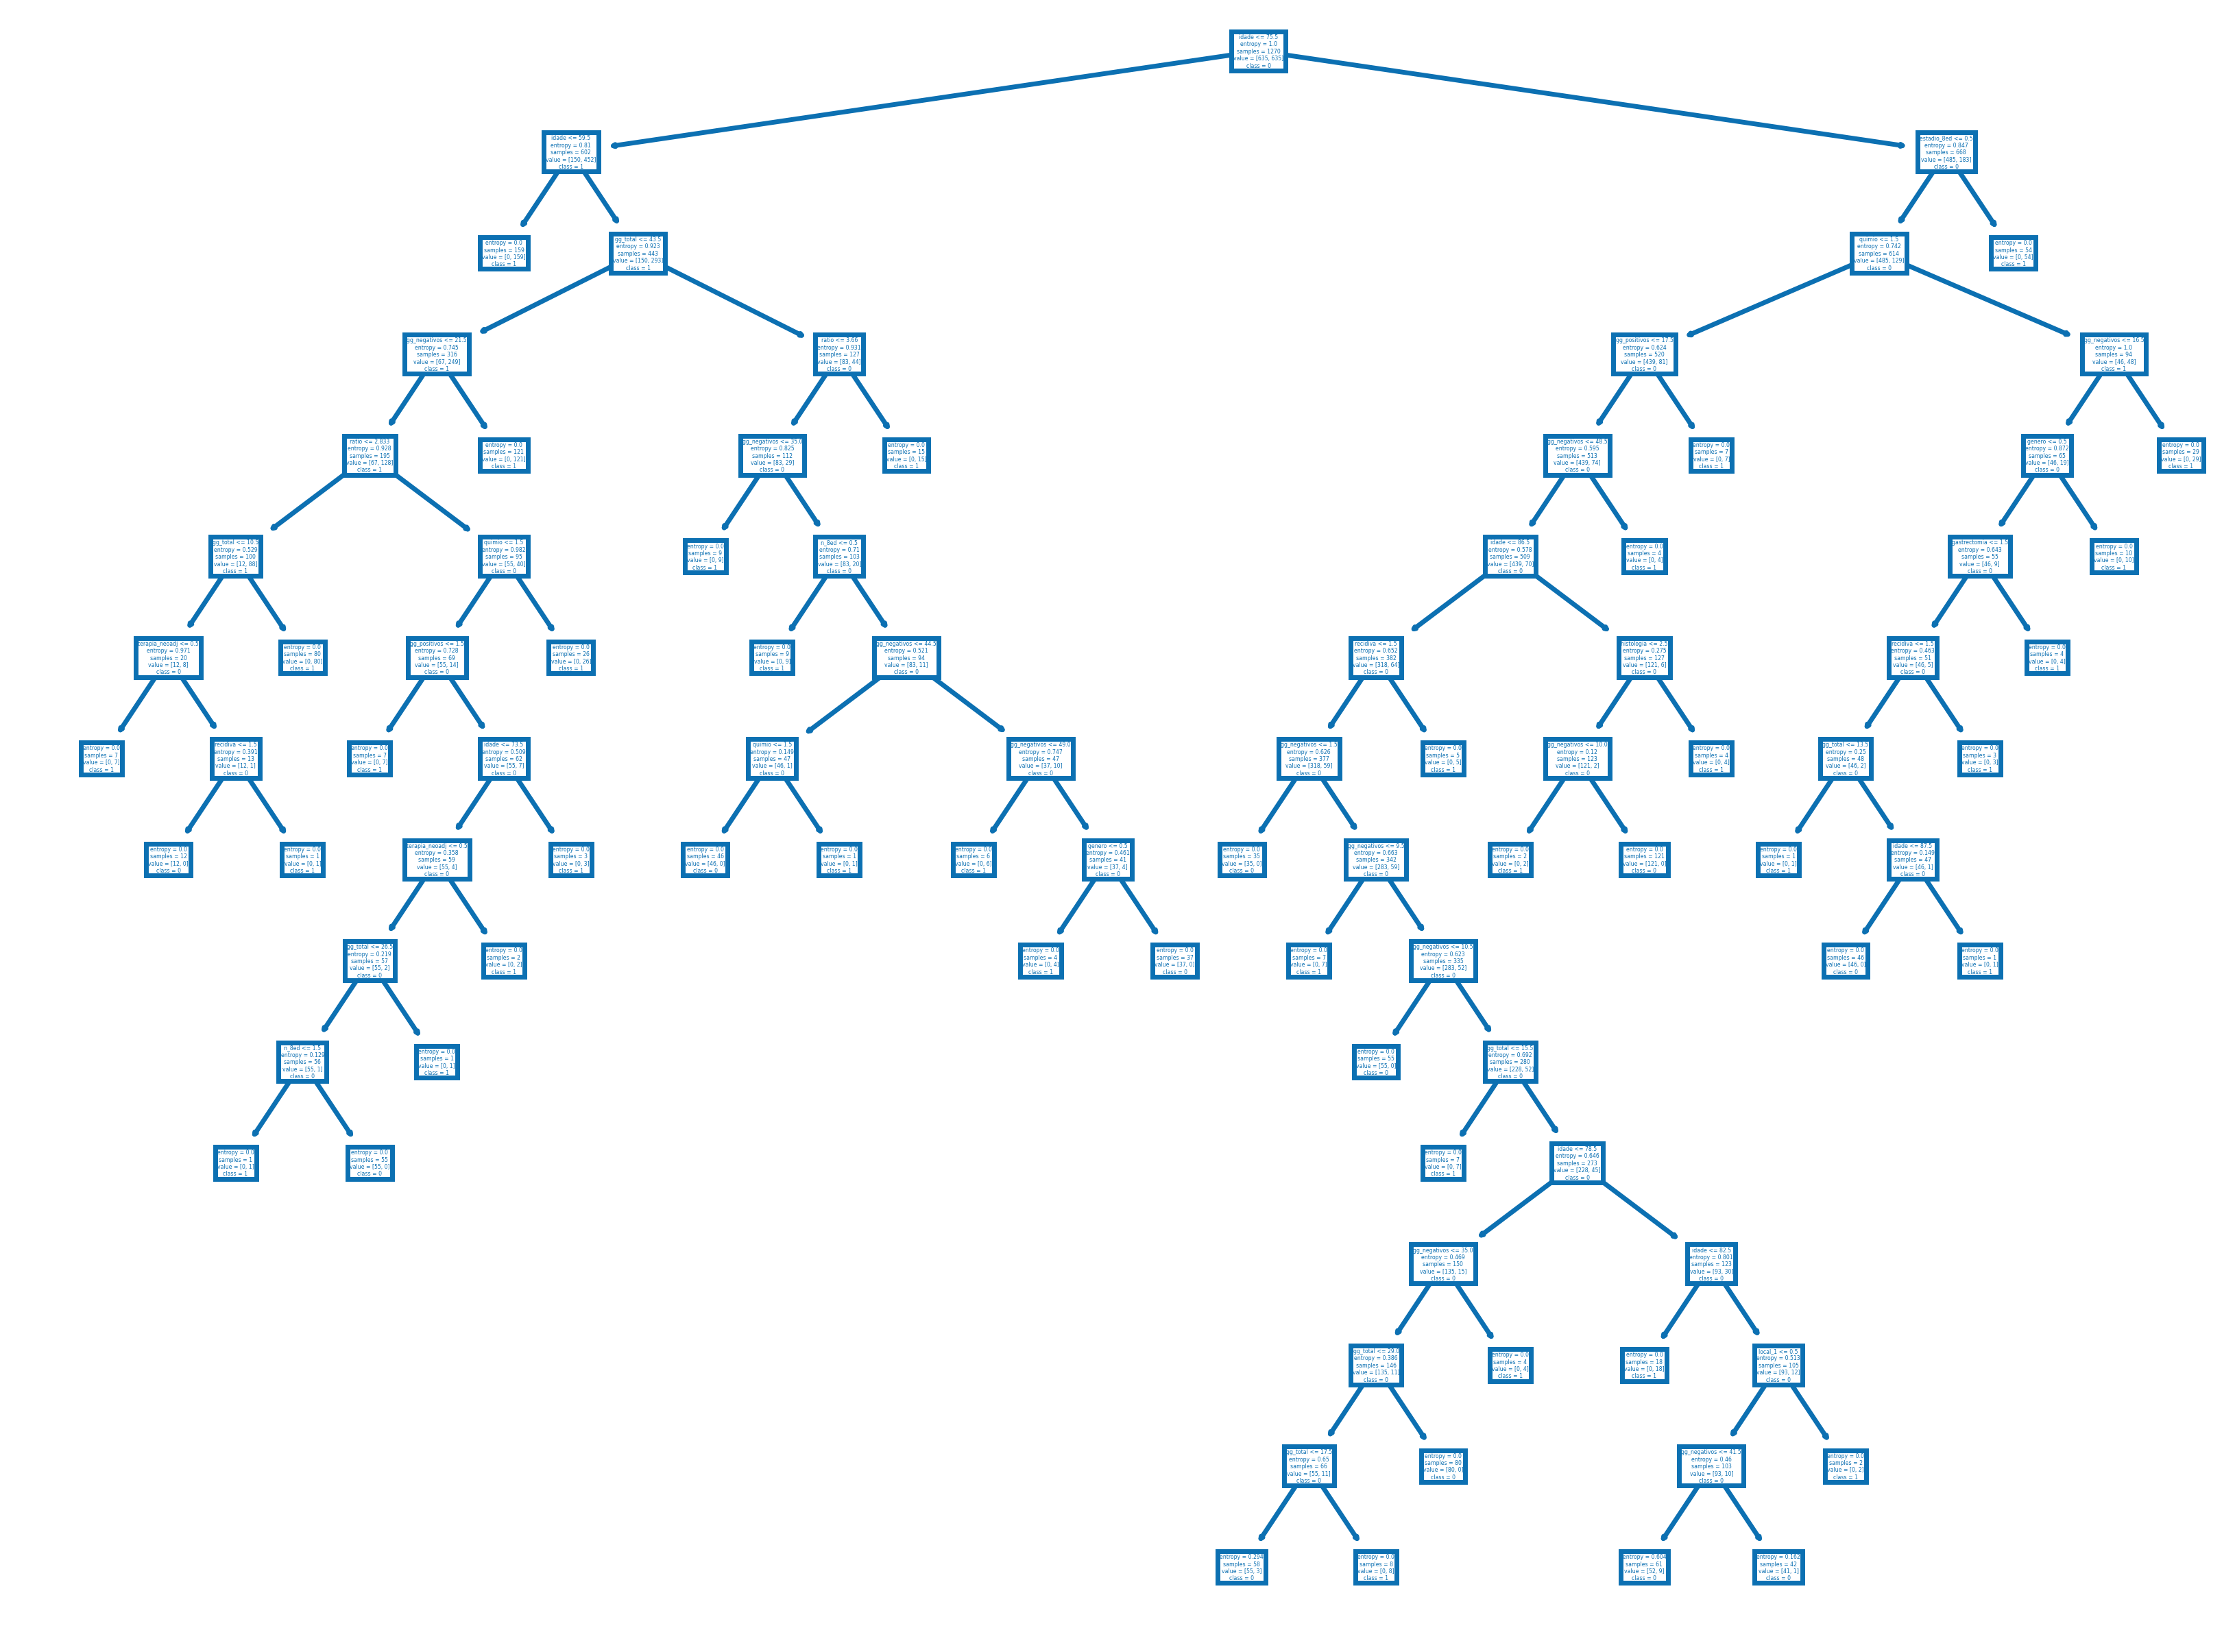 idade <= 75.5
entropy = 1.0
samples = 1270
value = [635, 635]
class = 0
idade <= 59.5
entropy = 0.81
samples = 602
value = [150, 452]
class = 1
estadio_8ed <= 0.5
entropy = 0.847
samples = 668
value = [485, 183]
class = 0
entropy = 0.0
samples = 159
value = [0, 159]
class = 1
gg_total <= 43.5
entropy = 0.923
samples = 443
value = [150, 293]
class = 1
quimio <= 1.5
entropy = 0.742
samples = 614
value = [485, 129]
class = 0
entropy = 0.0
samples = 54
value = [0, 54]
class = 1
gg_negativos <= 21.5
entropy = 0.745
samples = 316
value = [67, 249]
class = 1
ratio <= 3.66
entropy = 0.931
samples = 127
value = [83, 44]
class = 0
gg_positivos <= 17.5
entropy = 0.624
samples = 520
value = [439, 81]
class = 0
gg_negativos <= 16.5
entropy = 1.0
samples = 94
value = [46, 48]
class = 1
ratio <= 2.833
entropy = 0.928
samples = 195
value = [67, 128]
class = 1
entropy = 0.0
samples = 121
value = [0, 121]
class = 1
gg_negativos <= 35.0
entropy = 0.825
samples = 112
value = [83, 29]
class = 0
entropy = 0.0
samples = 15
value = [0, 15]
class = 1
gg_negativos <= 48.5
entropy = 0.595
samples = 513
value = [439, 74]
class = 0
entropy = 0.0
samples = 7
value = [0, 7]
class = 1
genero <= 0.5
entropy = 0.872
samples = 65
value = [46, 19]
class = 0
entropy = 0.0
samples = 29
value = [0, 29]
class = 1
gg_total <= 10.5
entropy = 0.529
samples = 100
value = [12, 88]
class = 1
quimio <= 1.5
entropy = 0.982
samples = 95
value = [55, 40]
class = 0
entropy = 0.0
samples = 9
value = [0, 9]
class = 1
n_8ed <= 0.5
entropy = 0.71
samples = 103
value = [83, 20]
class = 0
idade <= 86.5
entropy = 0.578
samples = 509
value = [439, 70]
class = 0
entropy = 0.0
samples = 4
value = [0, 4]
class = 1
gastrectomia <= 1.5
entropy = 0.643
samples = 55
value = [46, 9]
class = 0
entropy = 0.0
samples = 10
value = [0, 10]
class = 1
terapia_neoadj <= 0.5
entropy = 0.971
samples = 20
value = [12, 8]
class = 0
entropy = 0.0
samples = 80
value = [0, 80]
class = 1
gg_positivos <= 1.5
entropy = 0.728
samples = 69
value = [55, 14]
class = 0
entropy = 0.0
samples = 26
value = [0, 26]
class = 1
entropy = 0.0
samples = 9
value = [0, 9]
class = 1
gg_negativos <= 44.5
entropy = 0.521
samples = 94
value = [83, 11]
class = 0
recidiva <= 1.5
entropy = 0.652
samples = 382
value = [318, 64]
class = 0
histologia <= 2.5
entropy = 0.275
samples = 127
value = [121, 6]
class = 0
recidiva <= 1.5
entropy = 0.463
samples = 51
value = [46, 5]
class = 0
entropy = 0.0
samples = 4
value = [0, 4]
class = 1
entropy = 0.0
samples = 7
value = [0, 7]
class = 1
recidiva <= 1.5
entropy = 0.391
samples = 13
value = [12, 1]
class = 0
entropy = 0.0
samples = 7
value = [0, 7]
class = 1
idade <= 73.5
entropy = 0.509
samples = 62
value = [55, 7]
class = 0
quimio <= 1.5
entropy = 0.149
samples = 47
value = [46, 1]
class = 0
gg_negativos <= 49.0
entropy = 0.747
samples = 47
value = [37, 10]
class = 0
gg_negativos <= 1.5
entropy = 0.626
samples = 377
value = [318, 59]
class = 0
entropy = 0.0
samples = 5
value = [0, 5]
class = 1
gg_negativos <= 10.0
entropy = 0.12
samples = 123
value = [121, 2]
class = 0
entropy = 0.0
samples = 4
value = [0, 4]
class = 1
gg_total <= 13.5
entropy = 0.25
samples = 48
value = [46, 2]
class = 0
entropy = 0.0
samples = 3
value = [0, 3]
class = 1
entropy = 0.0
samples = 12
value = [12, 0]
class = 0
entropy = 0.0
samples = 1
value = [0, 1]
class = 1
terapia_neoadj <= 0.5
entropy = 0.358
samples = 59
value = [55, 4]
class = 0
entropy = 0.0
samples = 3
value = [0, 3]
class = 1
entropy = 0.0
samples = 46
value = [46, 0]
class = 0
entropy = 0.0
samples = 1
value = [0, 1]
class = 1
entropy = 0.0
samples = 6
value = [0, 6]
class = 1
genero <= 0.5
entropy = 0.461
samples = 41
value = [37, 4]
class = 0
entropy = 0.0
samples = 35
value = [35, 0]
class = 0
gg_negativos <= 9.5
entropy = 0.663
samples = 342
value = [283, 59]
class = 0
entropy = 0.0
samples = 2
value = [0, 2]
class = 1
entropy = 0.0
samples = 121
value = [121, 0]
class = 0
entropy = 0.0
samples = 1
value = [0, 1]
class = 1
idade <= 87.5
entropy = 0.149
samples = 47
value = [46, 1]
class = 0
gg_total <= 26.5
entropy = 0.219
samples = 57
value = [55, 2]
class = 0
entropy = 0.0
samples = 2
value = [0, 2]
class = 1
entropy = 0.0
samples = 4
value = [0, 4]
class = 1
entropy = 0.0
samples = 37
value = [37, 0]
class = 0
entropy = 0.0
samples = 7
value = [0, 7]
class = 1
gg_negativos <= 10.5
entropy = 0.623
samples = 335
value = [283, 52]
class = 0
entropy = 0.0
samples = 46
value = [46, 0]
class = 0
entropy = 0.0
samples = 1
value = [0, 1]
class = 1
n_8ed <= 1.5
entropy = 0.129
samples = 56
value = [55, 1]
class = 0
entropy = 0.0
samples = 1
value = [0, 1]
class = 1
entropy = 0.0
samples = 55
value = [55, 0]
class = 0
gg_total <= 15.5
entropy = 0.692
samples = 280
value = [228, 52]
class = 0
entropy = 0.0
samples = 1
value = [0, 1]
class = 1
entropy = 0.0
samples = 55
value = [55, 0]
class = 0
entropy = 0.0
samples = 7
value = [0, 7]
class = 1
idade <= 78.5
entropy = 0.646
samples = 273
value = [228, 45]
class = 0
gg_negativos <= 35.0
entropy = 0.469
samples = 150
value = [135, 15]
class = 0
idade <= 82.5
entropy = 0.801
samples = 123
value = [93, 30]
class = 0
gg_total <= 29.0
entropy = 0.386
samples = 146
value = [135, 11]
class = 0
entropy = 0.0
samples = 4
value = [0, 4]
class = 1
entropy = 0.0
samples = 18
value = [0, 18]
class = 1
local_1 <= 0.5
entropy = 0.513
samples = 105
value = [93, 12]
class = 0
gg_total <= 17.5
entropy = 0.65
samples = 66
value = [55, 11]
class = 0
entropy = 0.0
samples = 80
value = [80, 0]
class = 0
gg_negativos <= 41.5
entropy = 0.46
samples = 103
value = [93, 10]
class = 0
entropy = 0.0
samples = 2
value = [0, 2]
class = 1
entropy = 0.294
samples = 58
value = [55, 3]
class = 0
entropy = 0.0
samples = 8
value = [0, 8]
class = 1
entropy = 0.604
samples = 61
value = [52, 9]
class = 0
entropy = 0.162
samples = 42
value = [41, 1]
class = 0